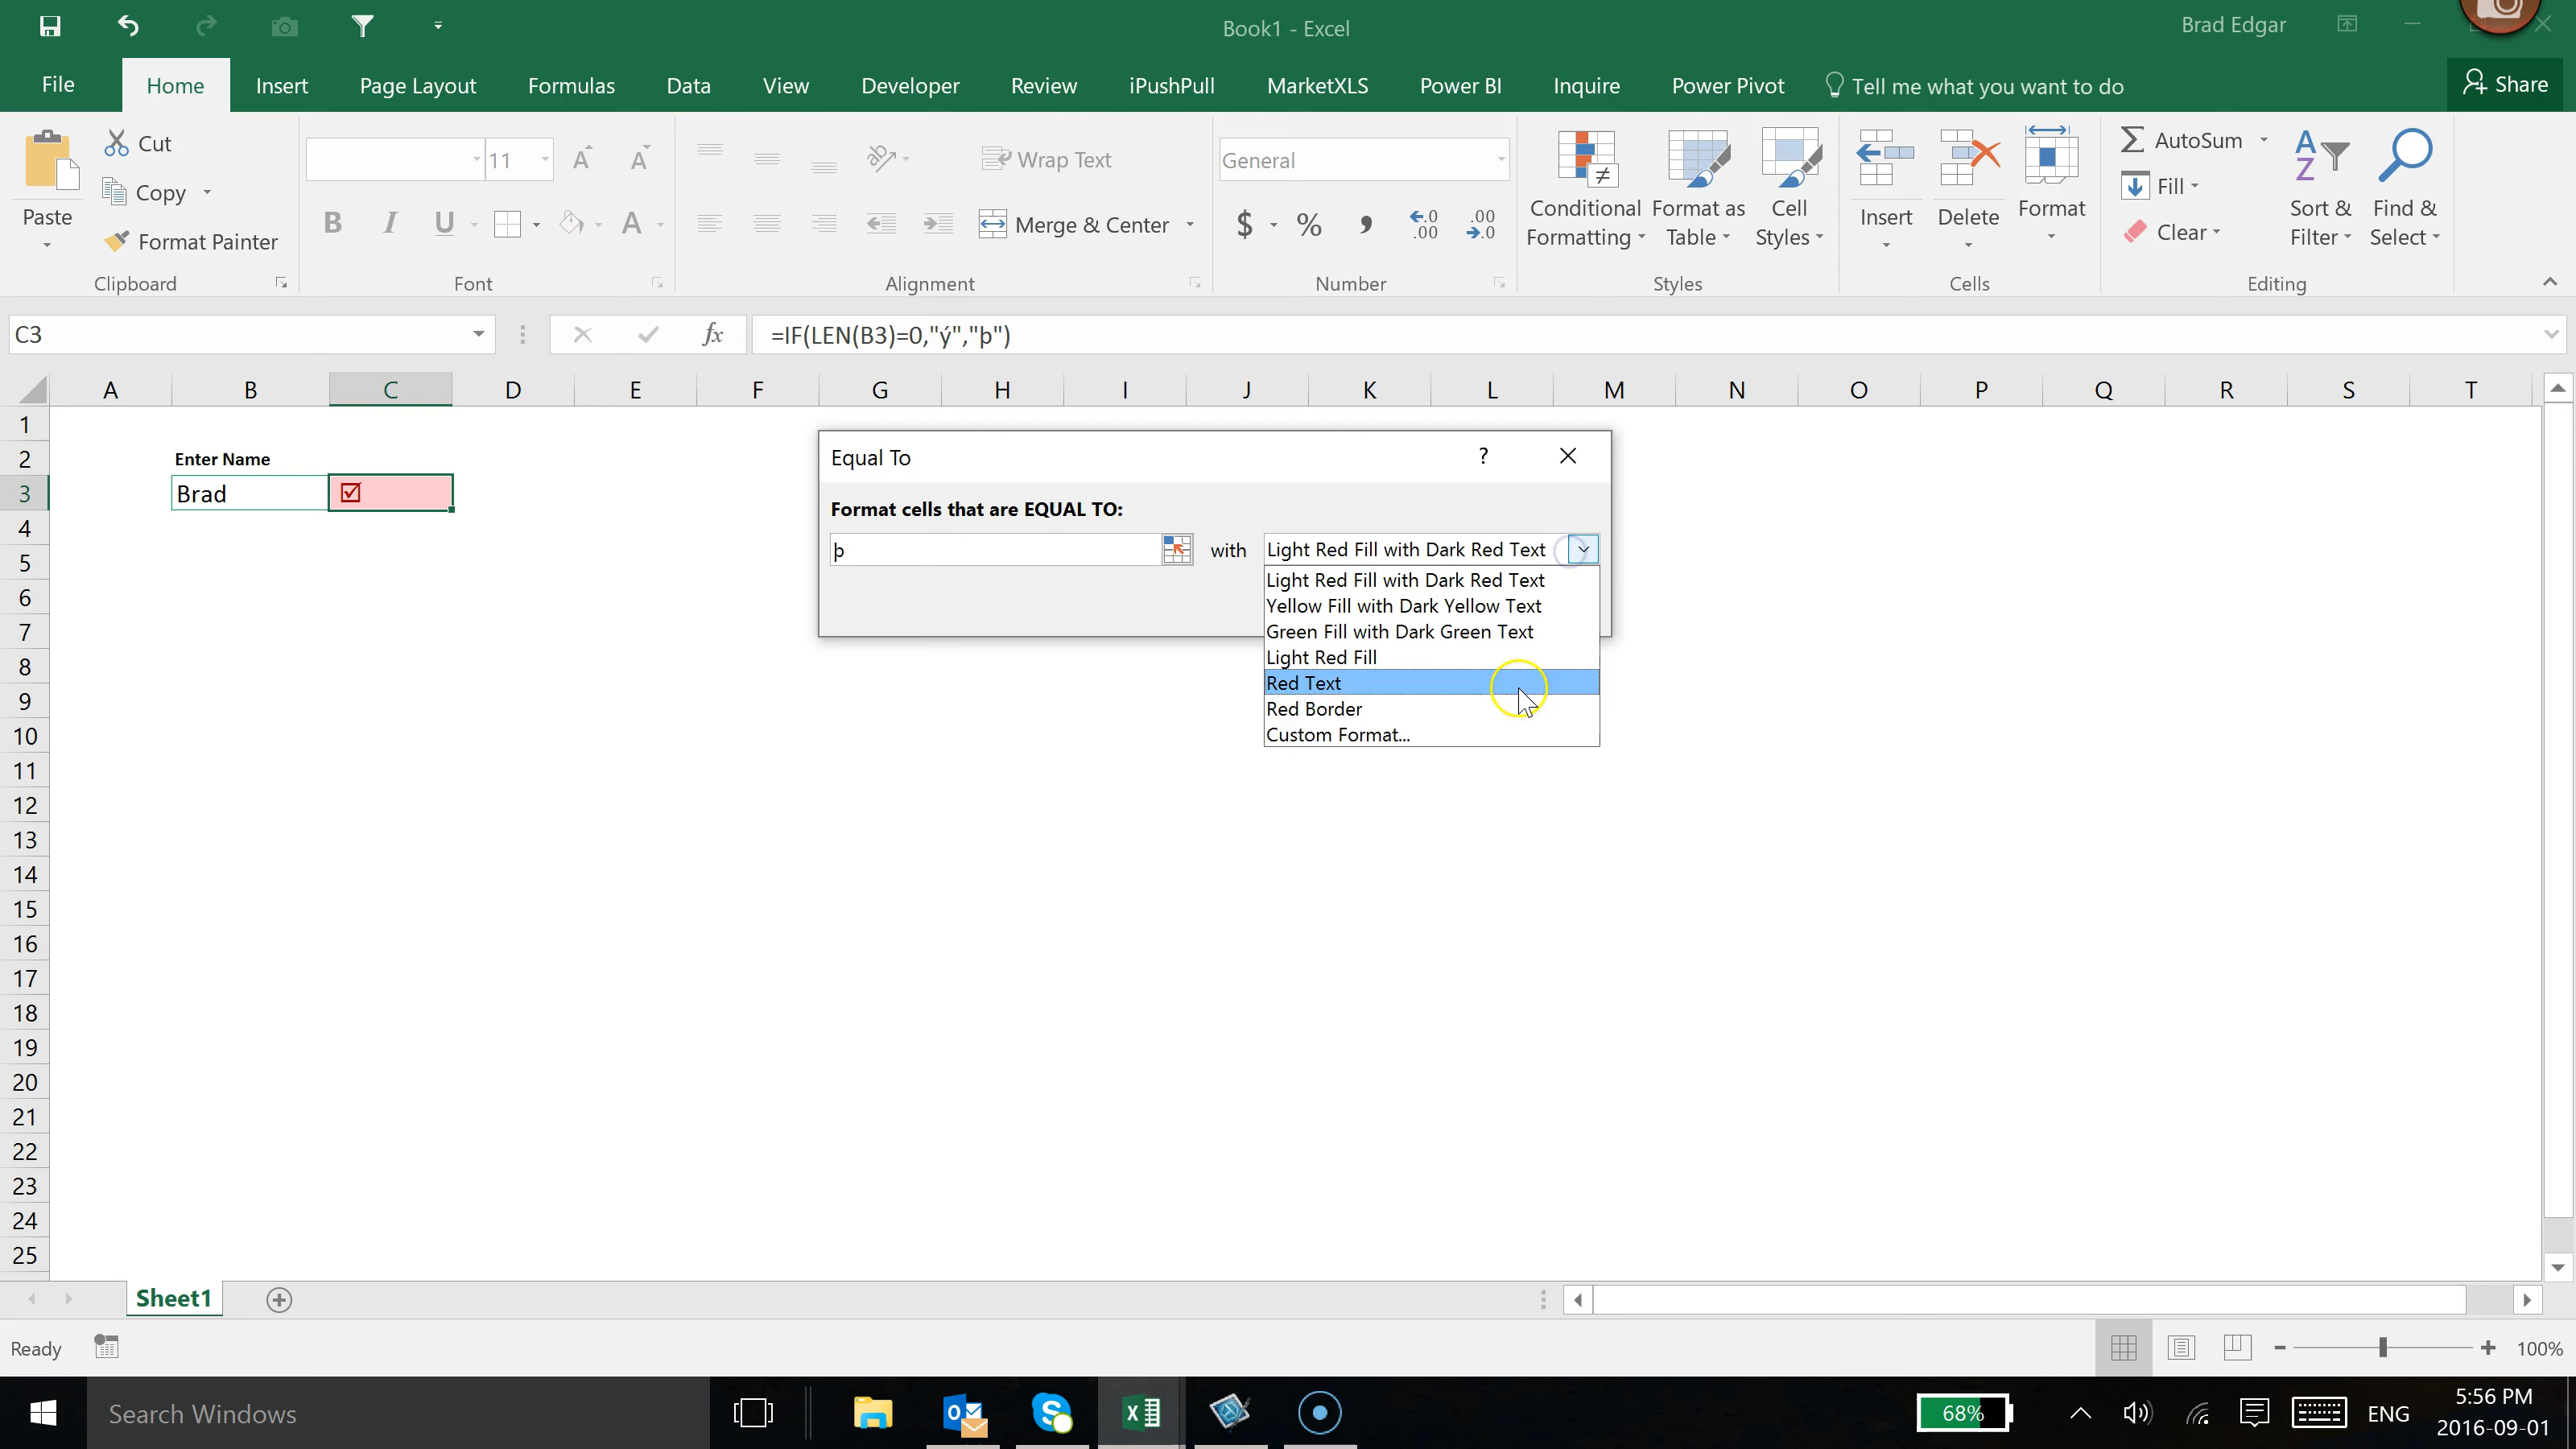 Book1 - Excel
Brad Edgar
File Home Insert Page Layout Formulas Data View Developer Review iPushPull MarketXLS Power BI Inquire Power Pivot Tell me what you want to do Share
Paste
Cut
Copy
Format Painter
Clipboard
11
B I U A
Font
Wrap Text
Merge & Center
Alignment
General
$ % , .0 .00 .00 .0
Number
Conditional Formatting
Format as Table
Cell Styles
Styles
Insert
Delete
Format
Cells
AutoSum
Fill
Clear
Sort & Filter
Find & Select
Editing
C3
fx
=IF(LEN(B3)=0,"ý","þ")
A B C D E F G H I J K L M N O P Q R S T
1
2 Enter Name
3 Brad ☑
4
5
6
7
8
9
10
11
12
13
14
15
16
17
18
19
20
21
22
23
24
25
Equal To ?
Format cells that are EQUAL TO:
þ with Light Red Fill with Dark Red Text
Light Red Fill with Dark Red Text
Yellow Fill with Dark Yellow Text
Green Fill with Dark Green Text
Light Red Fill
Red Text
Red Border
Custom Format...
Sheet1
Ready
100%
Search Windows
68%
ENG
5:56 PM
2016-09-01